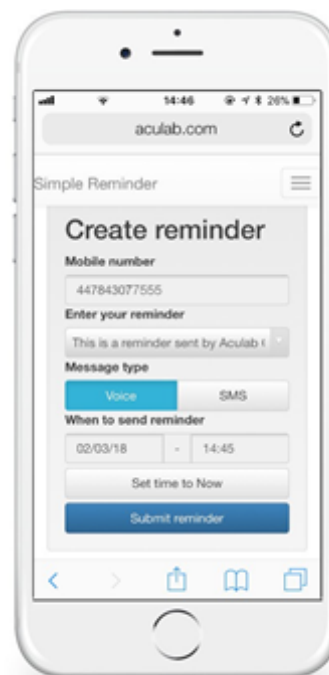 14:46 26%
aculab.com
Simple Reminder
Create reminder
Mobile number
447843077555
Enter your reminder
This is a reminder sent by Aculab
Message type
Voice SMS
When to send reminder
02/03/18 - 14:45
Set time to Now
Submit reminder